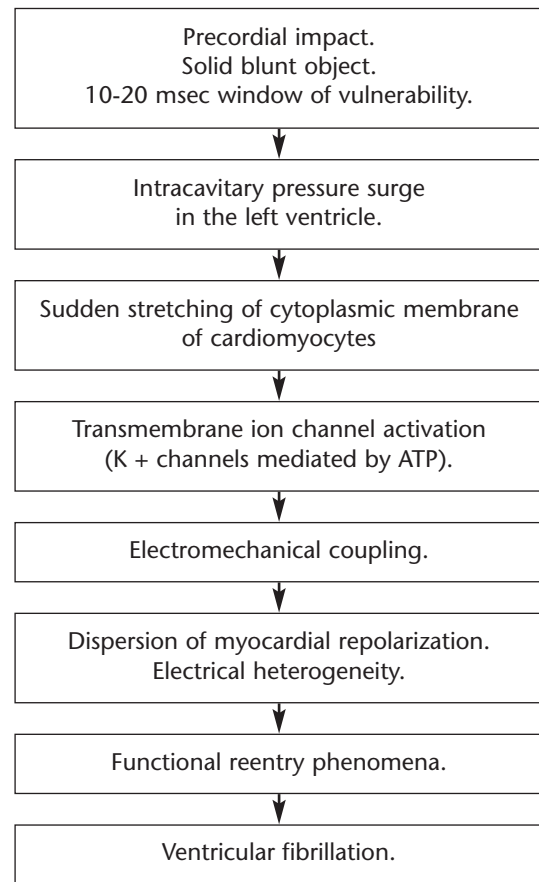 Precordial impact.
Solid blunt object.
10-20 msec window of vulnerability.
Intracavitary pressure surge
in the left ventricle.
Sudden stretching of cytoplasmic membrane
of cardiomyocytes
Transmembrane ion channel activation
(K + channels mediated by ATP).
Electromechanical coupling.
Dispersion of myocardial repolarization.
Electrical heterogeneity.
Functional reentry phenomena.
Ventricular fibrillation.